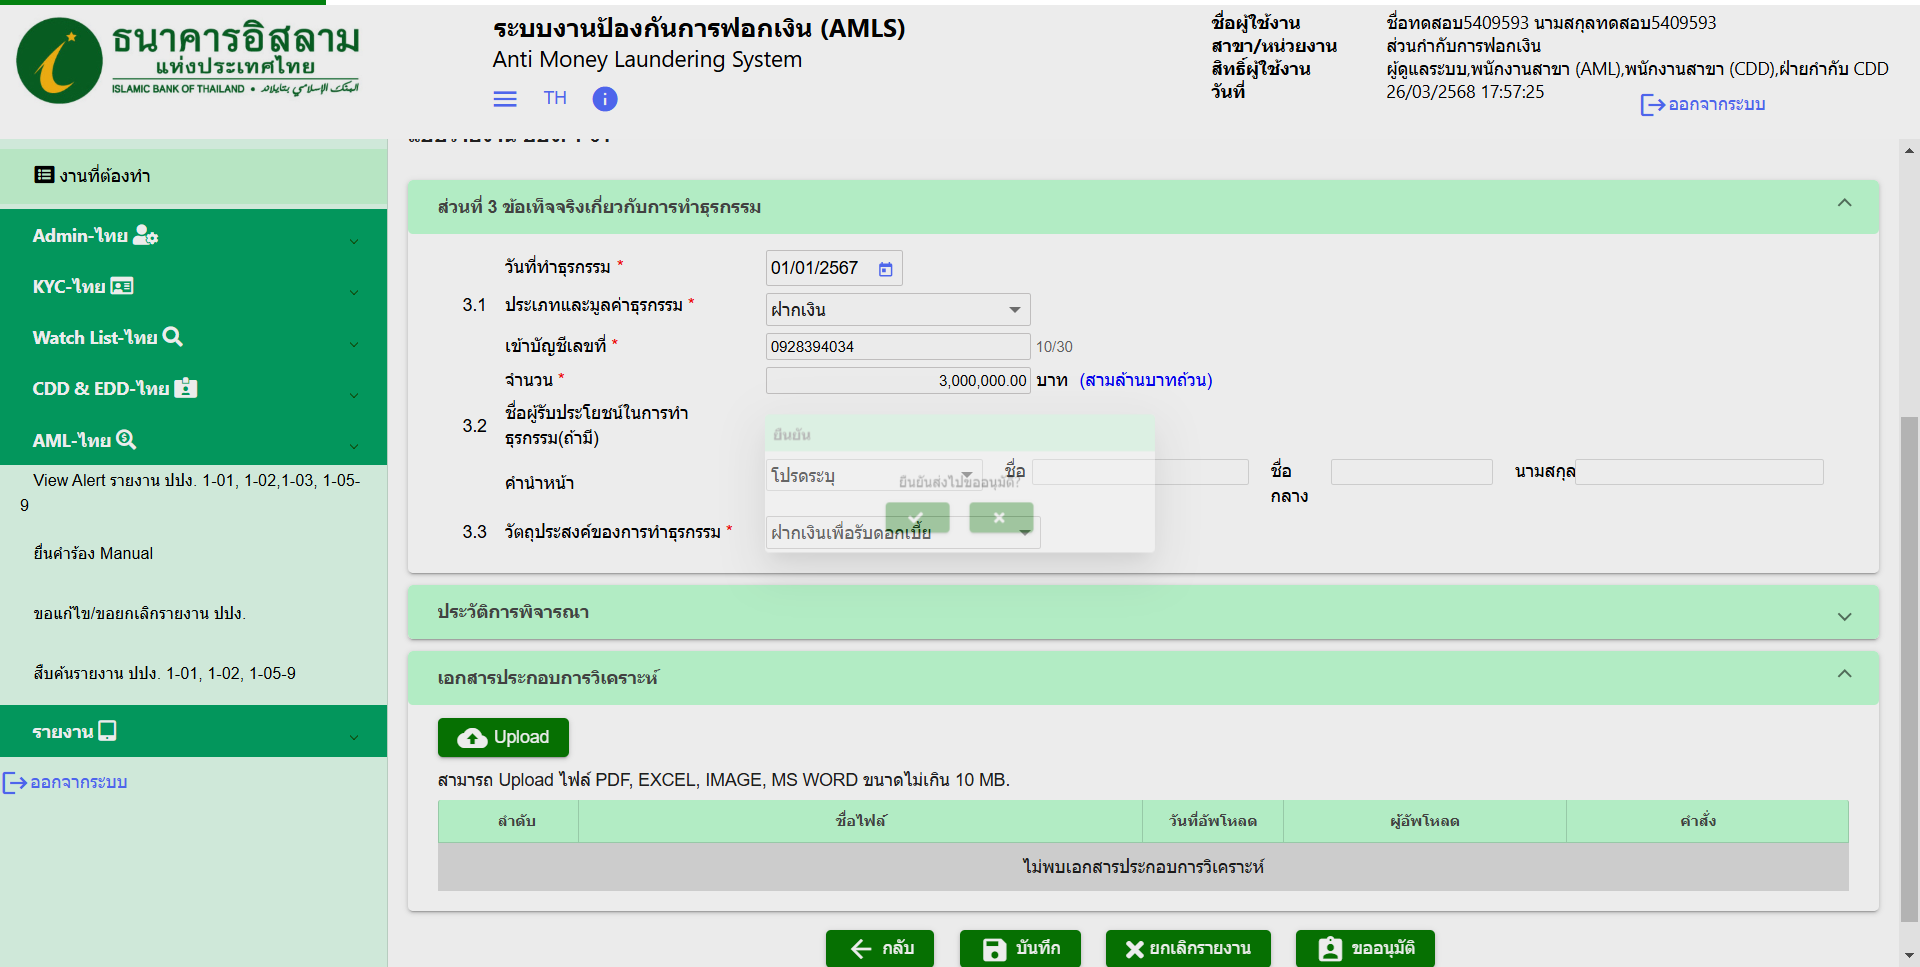 ธนาคารอิสลาม
แห่งประเทศไทย
ISLAMIC BANK OF THAILAND •
ระบบงานป้องกันการฟอกเงิน (AMLS)
Anti Money Laundering System
TH
ชื่อผู้ใช้งาน ชื่อทดสอบ5409593 นามสกุลทดสอบ5409593
สาขา/หน่วยงาน ส่วนกำกับการฟอกเงิน
สิทธิ์ผู้ใช้งาน ผู้ดูแลระบบ,พนักงานสาขา (AML),พนักงานสาขา (CDD),ฝ่ายกำกับ CDD
วันที่ 26/03/2568 17:57:25
ออกจากระบบ
งานที่ต้องทำ
Admin-ไทย
KYC-ไทย
Watch List-ไทย
CDD & EDD-ไทย
AML-ไทย
View Alert รายงาน ปปง. 1-01, 1-02,1-03, 1-05-
9
ยื่นคำร้อง Manual
ขอแก้ไข/ขอยกเลิกรายงาน ปปง.
สืบค้นรายงาน ปปง. 1-01, 1-02, 1-05-9
รายงาน
ออกจากระบบ
ส่วนที่ 3 ข้อเท็จจริงเกี่ยวกับการทำธุรกรรม
วันที่ทำธุรกรรม * 01/01/2567
3.1 ประเภทและมูลค่าธุรกรรม * ฝากเงิน
เข้าบัญชีเลขที่ * 0928394034 10/30
จำนวน * 3,000,000.00 บาท (สามล้านบาทถ้วน)
3.2 ชื่อผู้รับประโยชน์ในการทำ
ธุรกรรม(ถ้ามี)
ยืนยัน
คำนำหน้า โปรดระบุ ชื่อ ชื่อ
กลาง นามสกุล
ยืนยันส่งไปขออนุมัติ?
3.3 วัตถุประสงค์ของการทำธุรกรรม * ฝากเงินเพื่อรับดอกเบี้ย
ประวัติการพิจารณา
เอกสารประกอบการวิเคราะห์
Upload
สามารถ Upload ไฟล์ PDF, EXCEL, IMAGE, MS WORD ขนาดไม่เกิน 10 MB.
ลำดับ ชื่อไฟล์ วันที่อัพโหลด ผู้อัพโหลด คำสั่ง
ไม่พบเอกสารประกอบการวิเคราะห์
กลับ บันทึก ยกเลิกรายงาน ขออนุมัติ